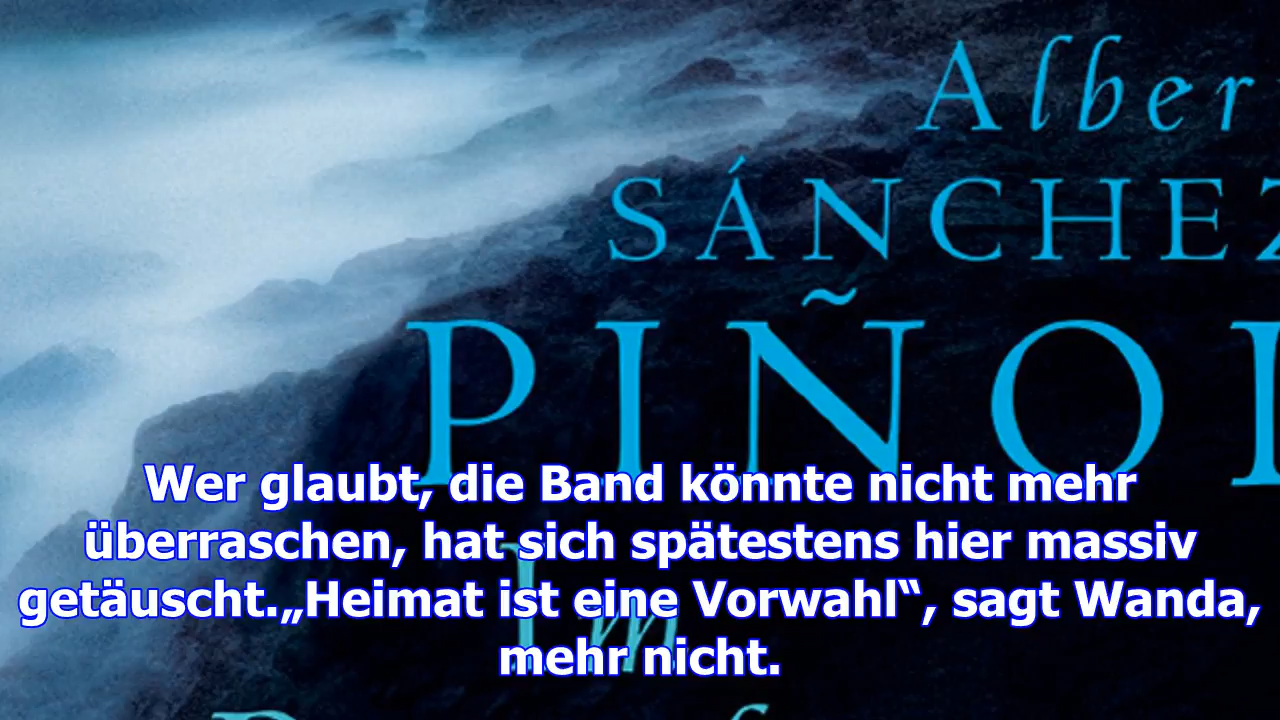 Alber
SÁNCHEZ
PIÑOL
Wer glaubt, die Band könnte nicht mehr
überraschen, hat sich spätestens hier massiv
getäuscht.„Heimat ist eine Vorwahl“, sagt Wanda,
mehr nicht.
Im